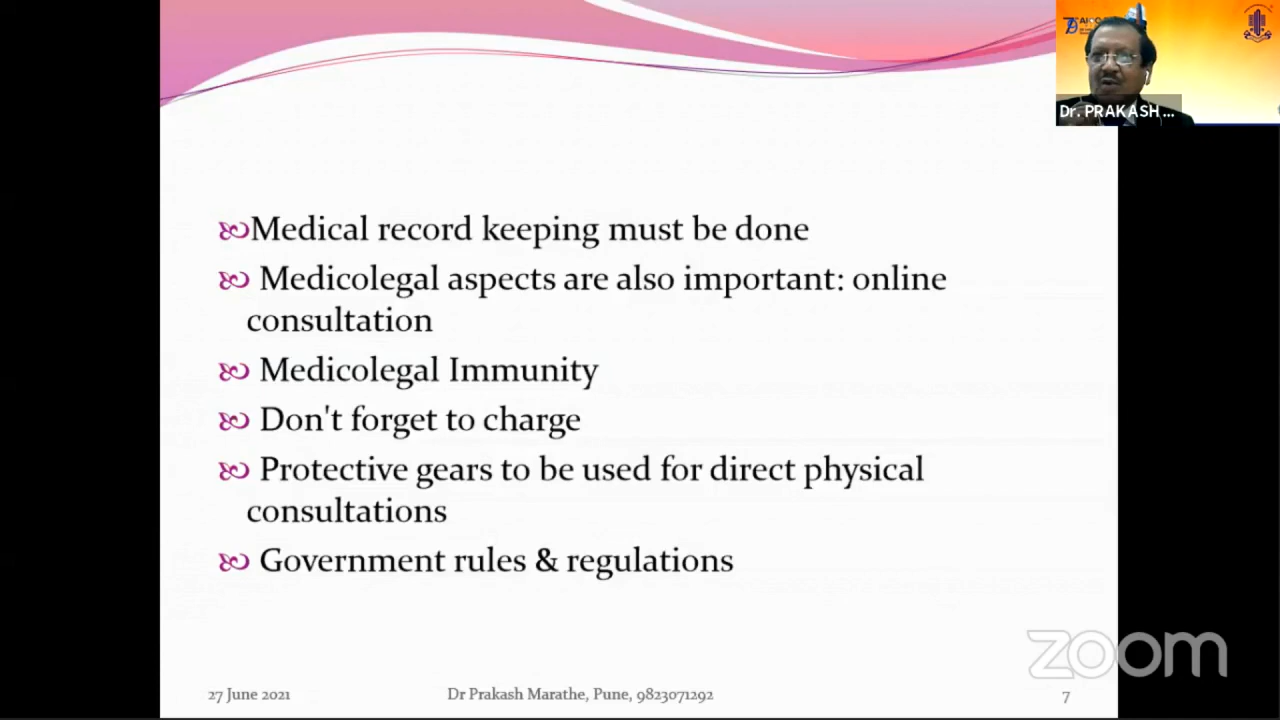 Dr. PRAKASH ...
Medical record keeping must be done
Medicolegal aspects are also important: online
consultation
Medicolegal Immunity
Don't forget to charge
Protective gears to be used for direct physical
consultations
Government rules & regulations
zoom
27 June 2021
Dr Prakash Marathe, Pune, 9823071292
7